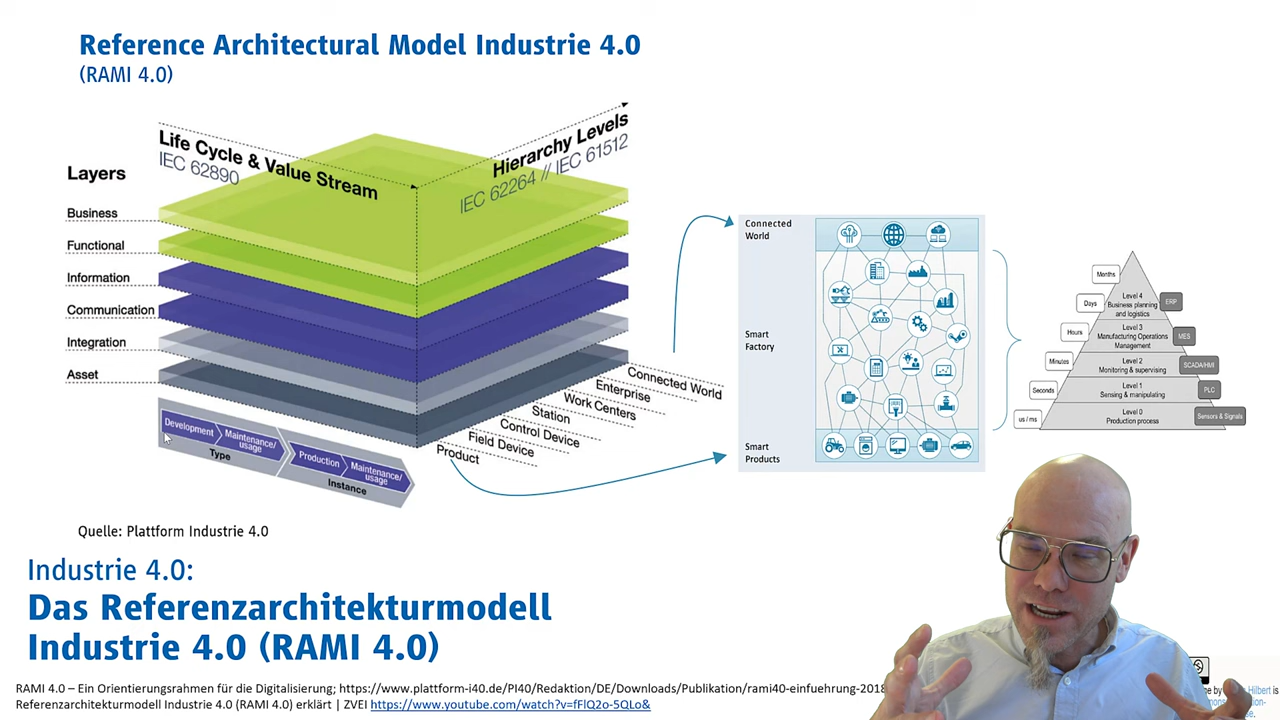 Reference Architectural Model Industrie 4.0
(RAMI 4.0)
Life Cycle & Value Stream
IEC 62890
Hierarchy Levels
IEC 62264 // IEC 61512
Layers
Business
Functional
Information
Communication
Integration
Asset
Development
Maintenance/
usage
Type
Production
Maintenance/
usage
Instance
Connected World
Enterprise
Work Centers
Station
Control Device
Field Device
Product
Connected
World
Smart
Factory
Smart
Products
Months
Days
Hours
Minutes
Seconds
us / ms
Level 4
Business planning
and logistics
Level 3
Manufacturing Operations
Management
Level 2
Monitoring & supervising
Level 1
Sensing & manipulating
Level 0
Production process
ERP
MES
SCADA/HMI
PLC
Sensors & Signals
Quelle: Plattform Industrie 4.0
Industrie 4.0:
Das Referenzarchitekturmodell
Industrie 4.0 (RAMI 4.0)
RAMI 4.0 – Ein Orientierungsrahmen für die Digitalisierung; https://www.plattform-i40.de/PI40/Redaktion/DE/Downloads/Publikation/rami40-einfuehrung-2018
Referenzarchitekturmodell Industrie 4.0 (RAMI 4.0) erklärt | ZVEI https://www.youtube.com/watch?v=fFlQ2o-5QLo&
Hilbert is